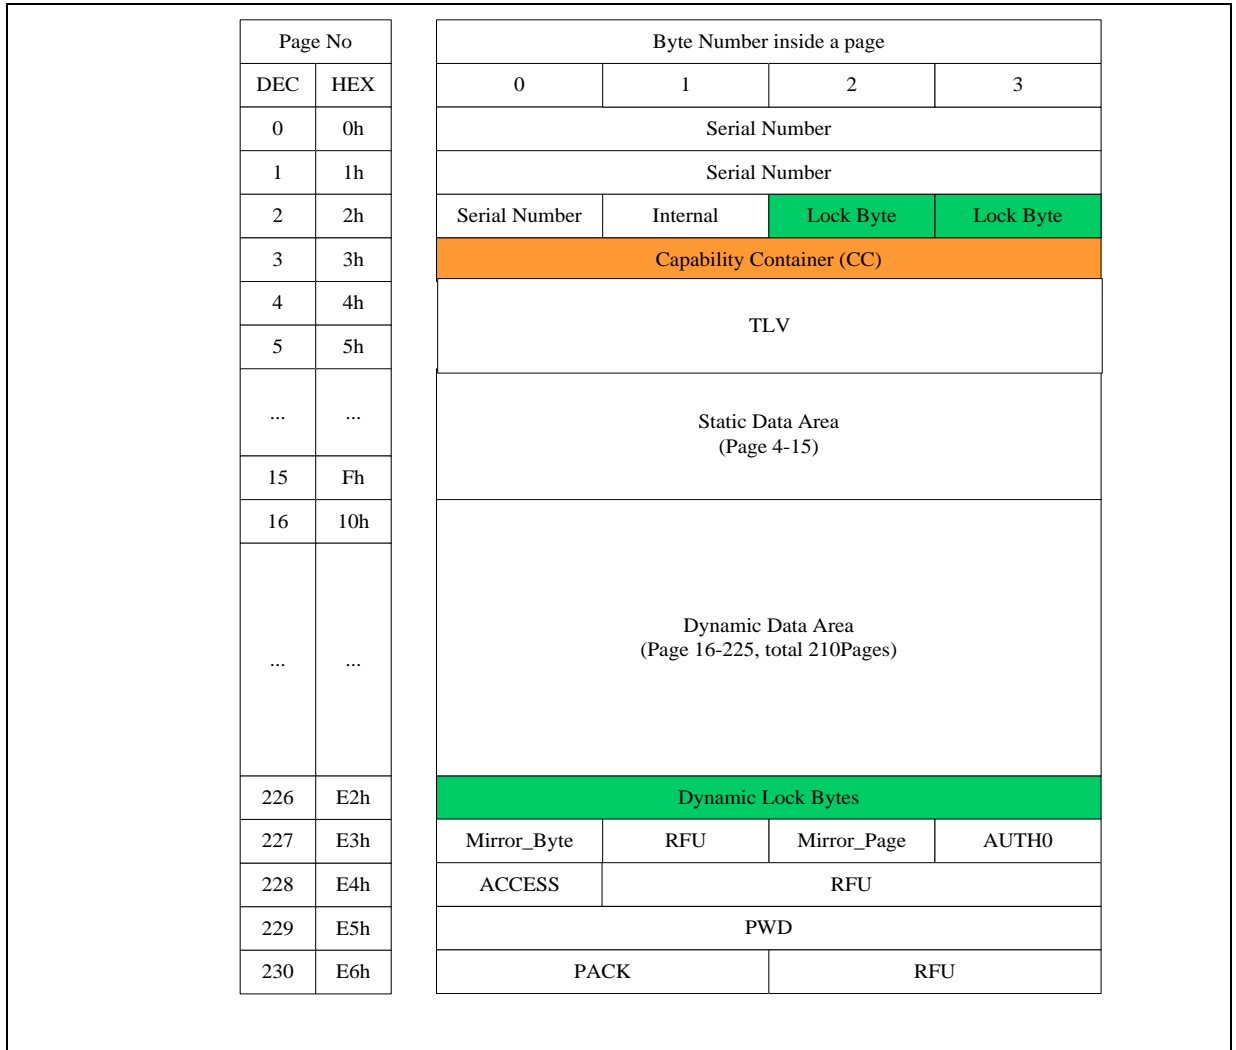 Page No Byte Number inside a page
DEC HEX 0 1 2 3
0 0h Serial Number
1 1h Serial Number
2 2h Serial Number Internal Lock Byte Lock Byte
3 3h Capability Container (CC)
4 4h
TLV
5 5h
... ... Static Data Area
(Page 4-15)
15 Fh
16 10h
Dynamic Data Area
(Page 16-225, total 210Pages)
... ...
226 E2h Dynamic Lock Bytes
227 E3h Mirror_Byte RFU Mirror_Page AUTH0
228 E4h ACCESS RFU
229 E5h PWD
230 E6h PACK RFU